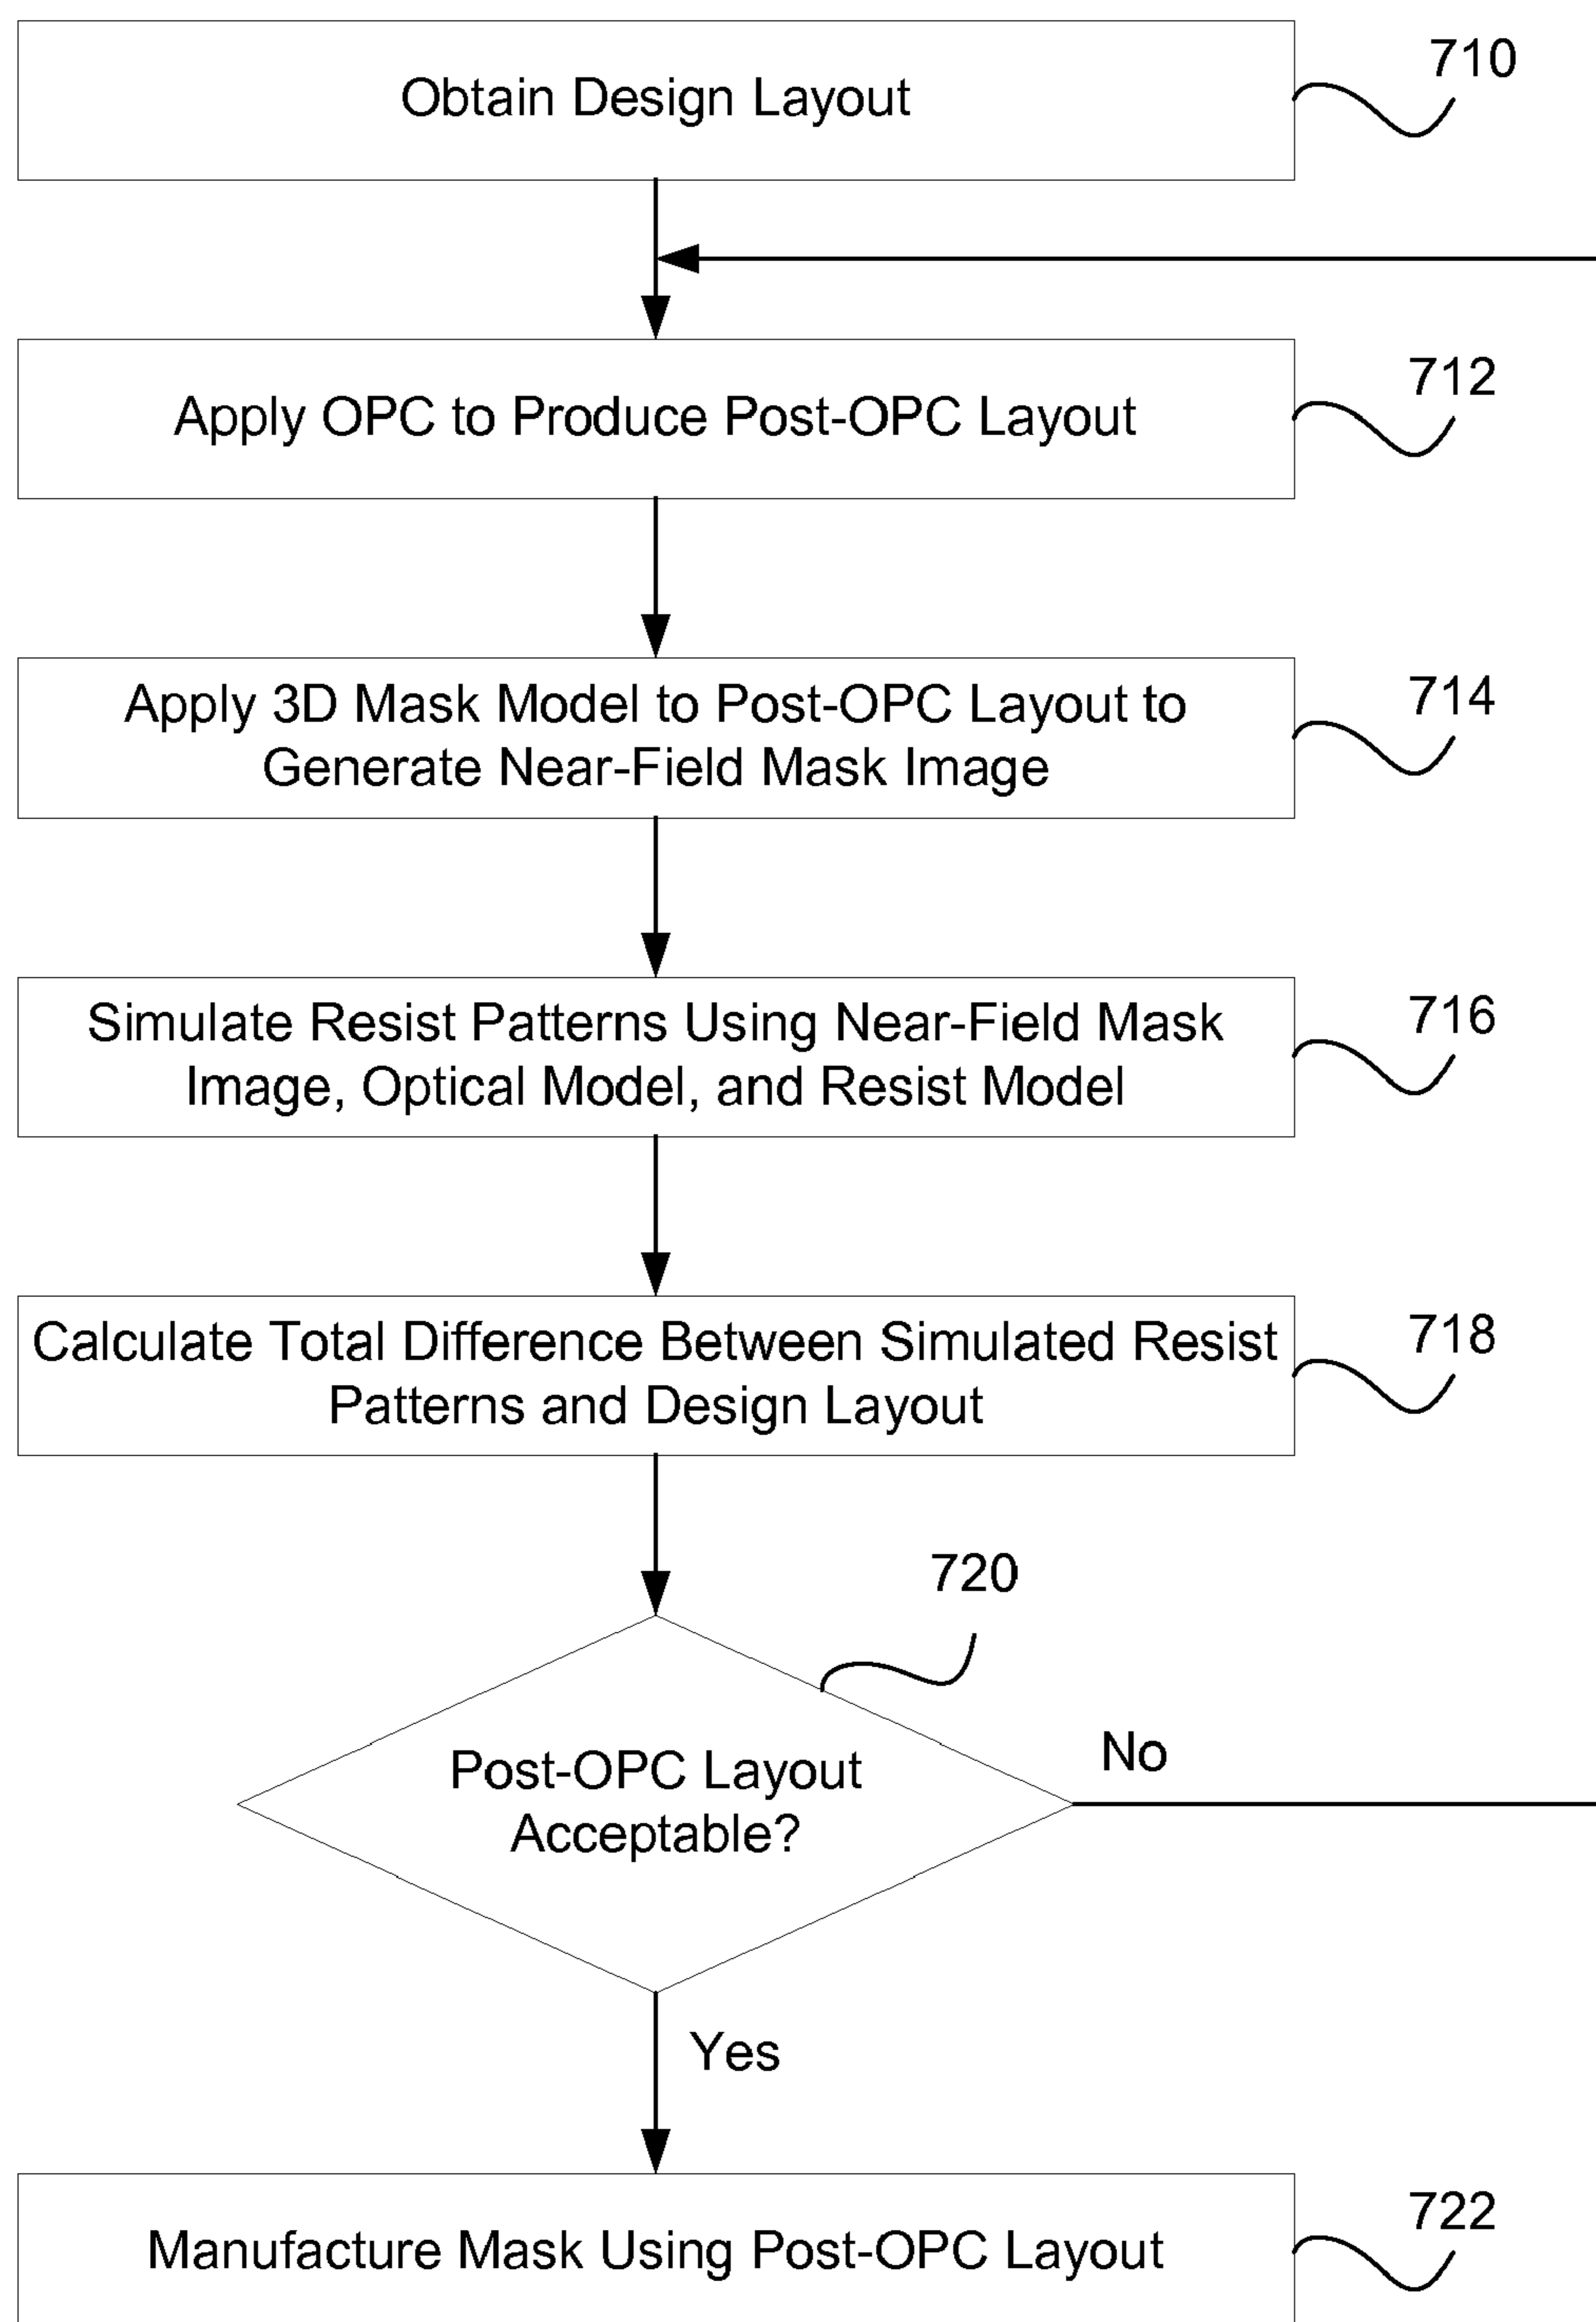 Obtain Design Layout
710
Apply OPC to Produce Post-OPC Layout
712
Apply 3D Mask Model to Post-OPC Layout to
Generate Near-Field Mask Image
714
Simulate Resist Patterns Using Near-Field Mask
Image, Optical Model, and Resist Model
716
Calculate Total Difference Between Simulated Resist
Patterns and Design Layout
718
720
Post-OPC Layout
Acceptable?
No
Yes
Manufacture Mask Using Post-OPC Layout
722